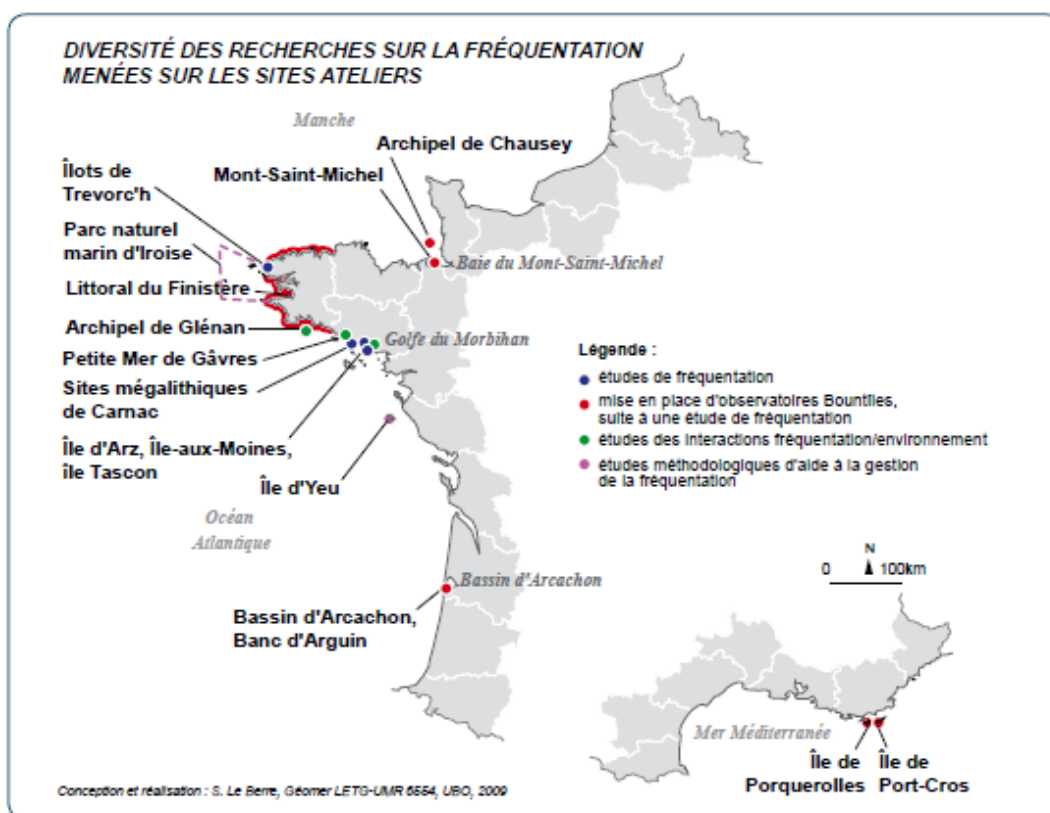 DIVERSITÉ DES RECHERCHES SUR LA FRÉQUENTATION
MENÉES SUR LES SITES ATELIERS
Manche
Archipel de Chausey
Mont-Saint-Michel
Îlots de
Trevorc'h
Parc naturel
marin d'Iroise
Baie du Mont-Saint-Michel
Littoral du Finistère
Archipel de Glénan
Golfe du Morbihan
Petite Mer de Gâvres
Sites mégalithiques
de Carnac
Île d'Arz, Île-aux-Moines,
île Tascon
Île d'Yeu
Légende :
études de fréquentation
mise en place d'observatoires Bountîles,
suite à une étude de fréquentation
études des interactions fréquentation/environnement
études méthodologiques d'aide à la gestion
de la fréquentation
Océan
Atlantique
N
0 100km
Bassin d'Arcachon
Bassin d'Arcachon,
Banc d'Arguin
Mer Méditerranée
Île de
Porquerolles
Île de
Port-Cros
Conception et réalisation : S. Le Berre, Géomer LETG-UMR 6554, UBO, 2009